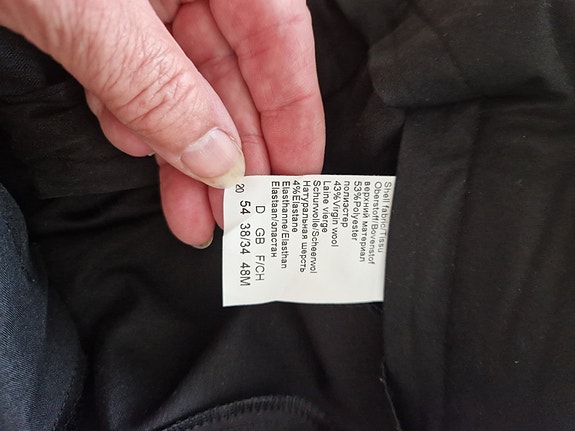 Shell fabric/Tissu
Oberstoff/Bovenstof
верхний материал
53%Polyester
полиэстер
43%Virgin wool
Laine vierge
Schurwolle/Scheerwol
Натуральная шерсть
4%Elastane
Elasthanne/Elasthan
Elastaan/эластан
D GB F/CH
54 38/34 48M
20